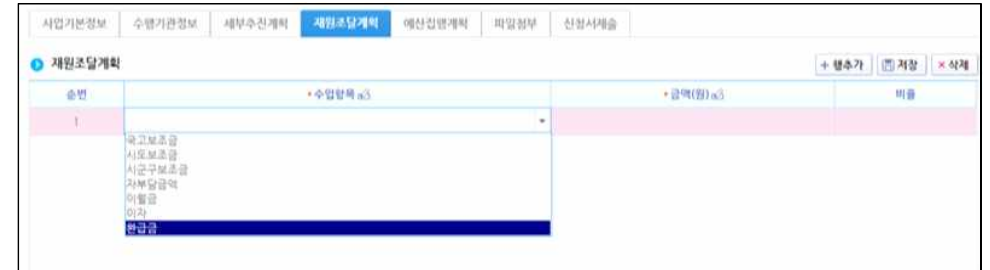 사업기본정보 수행기관정보 세부추진계획 재원조달계획 예산집행계획 파일첨부 신청서제출
재원조달계획 + 행추가 저장 × 삭제
순번 * 수입항목 * 금액(원) 비율
1
국고보조금
시도보조금
시군구보조금
자부담금액
이월금
이자
환급금